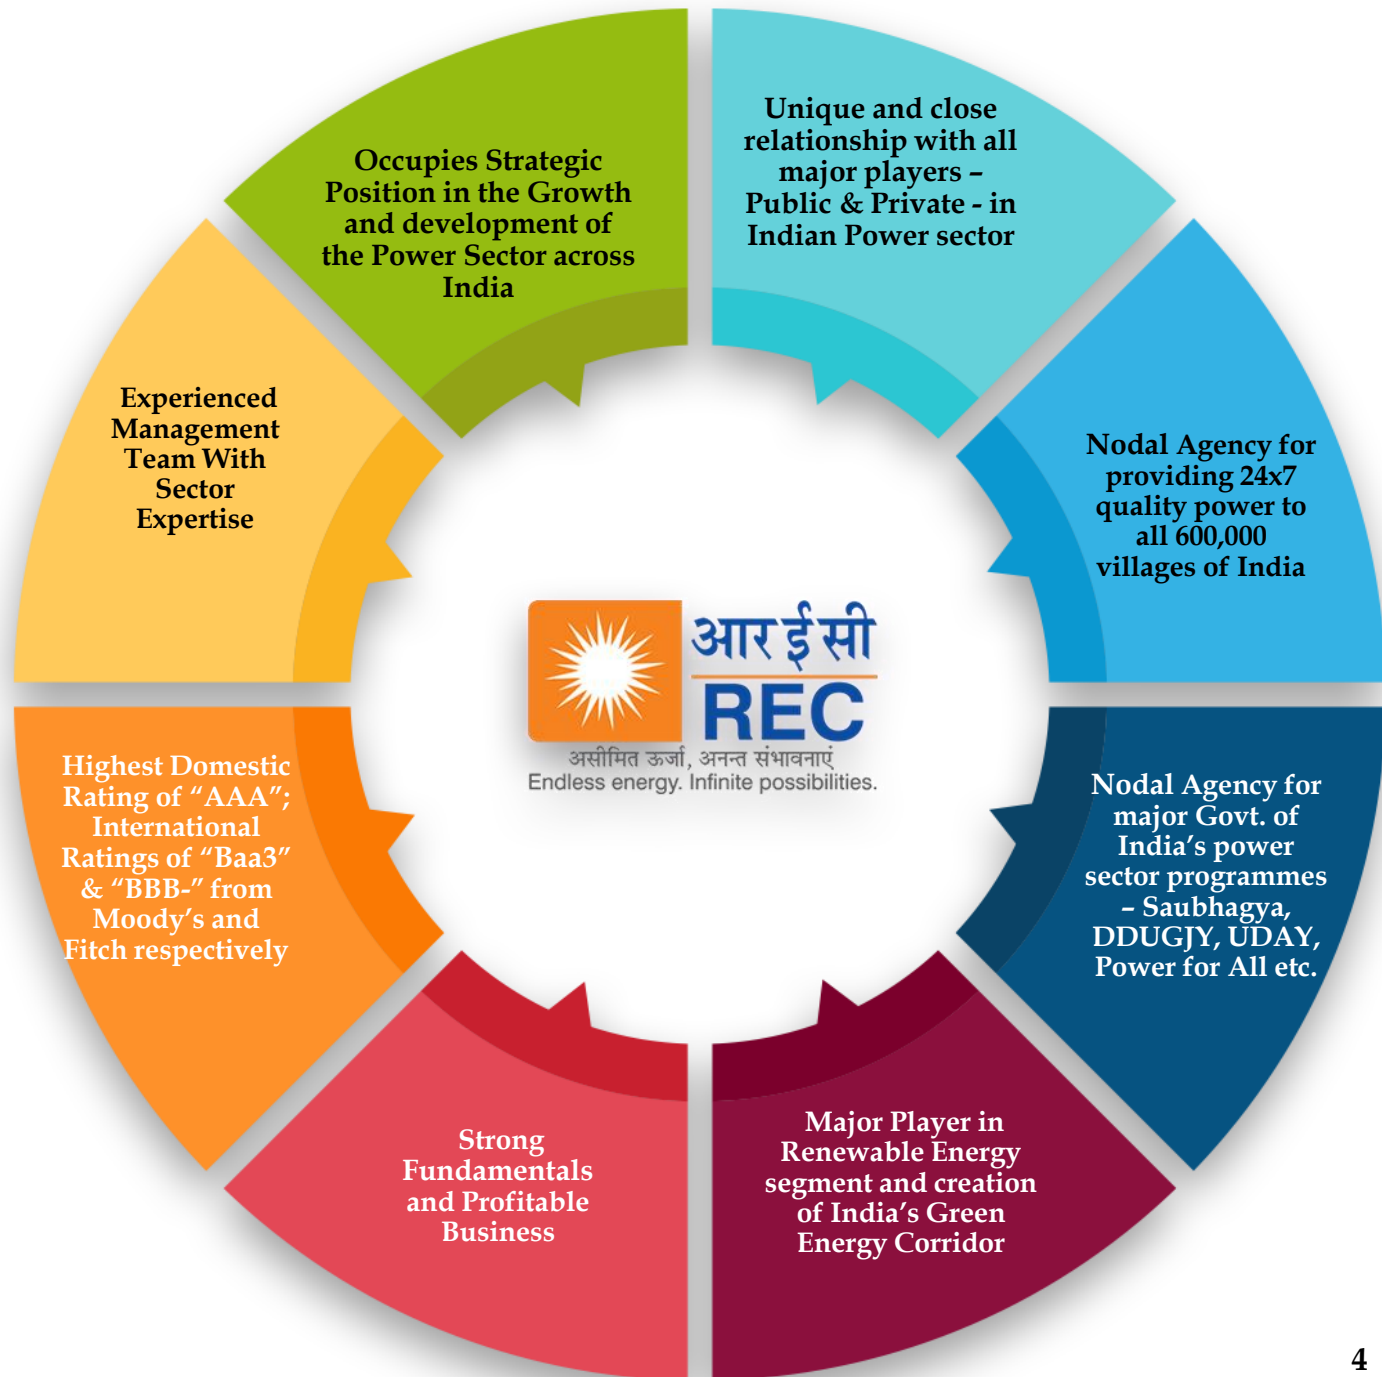 Occupies Strategic
Position in the Growth
and development of
the Power Sector across
India
Unique and close
relationship with all
major players –
Public & Private - in
Indian Power sector
Experienced
Management
Team With
Sector
Expertise
Nodal Agency for
providing 24x7
quality power to
all 600,000
villages of India
आर ई सी
REC
असीमित ऊर्जा, अनन्त संभावनाएं
Endless energy. Infinite possibilities.
Highest Domestic
Rating of “AAA”;
International
Ratings of “Baa3”
& “BBB-” from
Moody’s and
Fitch respectively
Nodal Agency for
major Govt. of
India’s power
sector programmes
– Saubhagya,
DDUGJY, UDAY,
Power for All etc.
Strong
Fundamentals
and Profitable
Business
Major Player in
Renewable Energy
segment and creation
of India’s Green
Energy Corridor
4